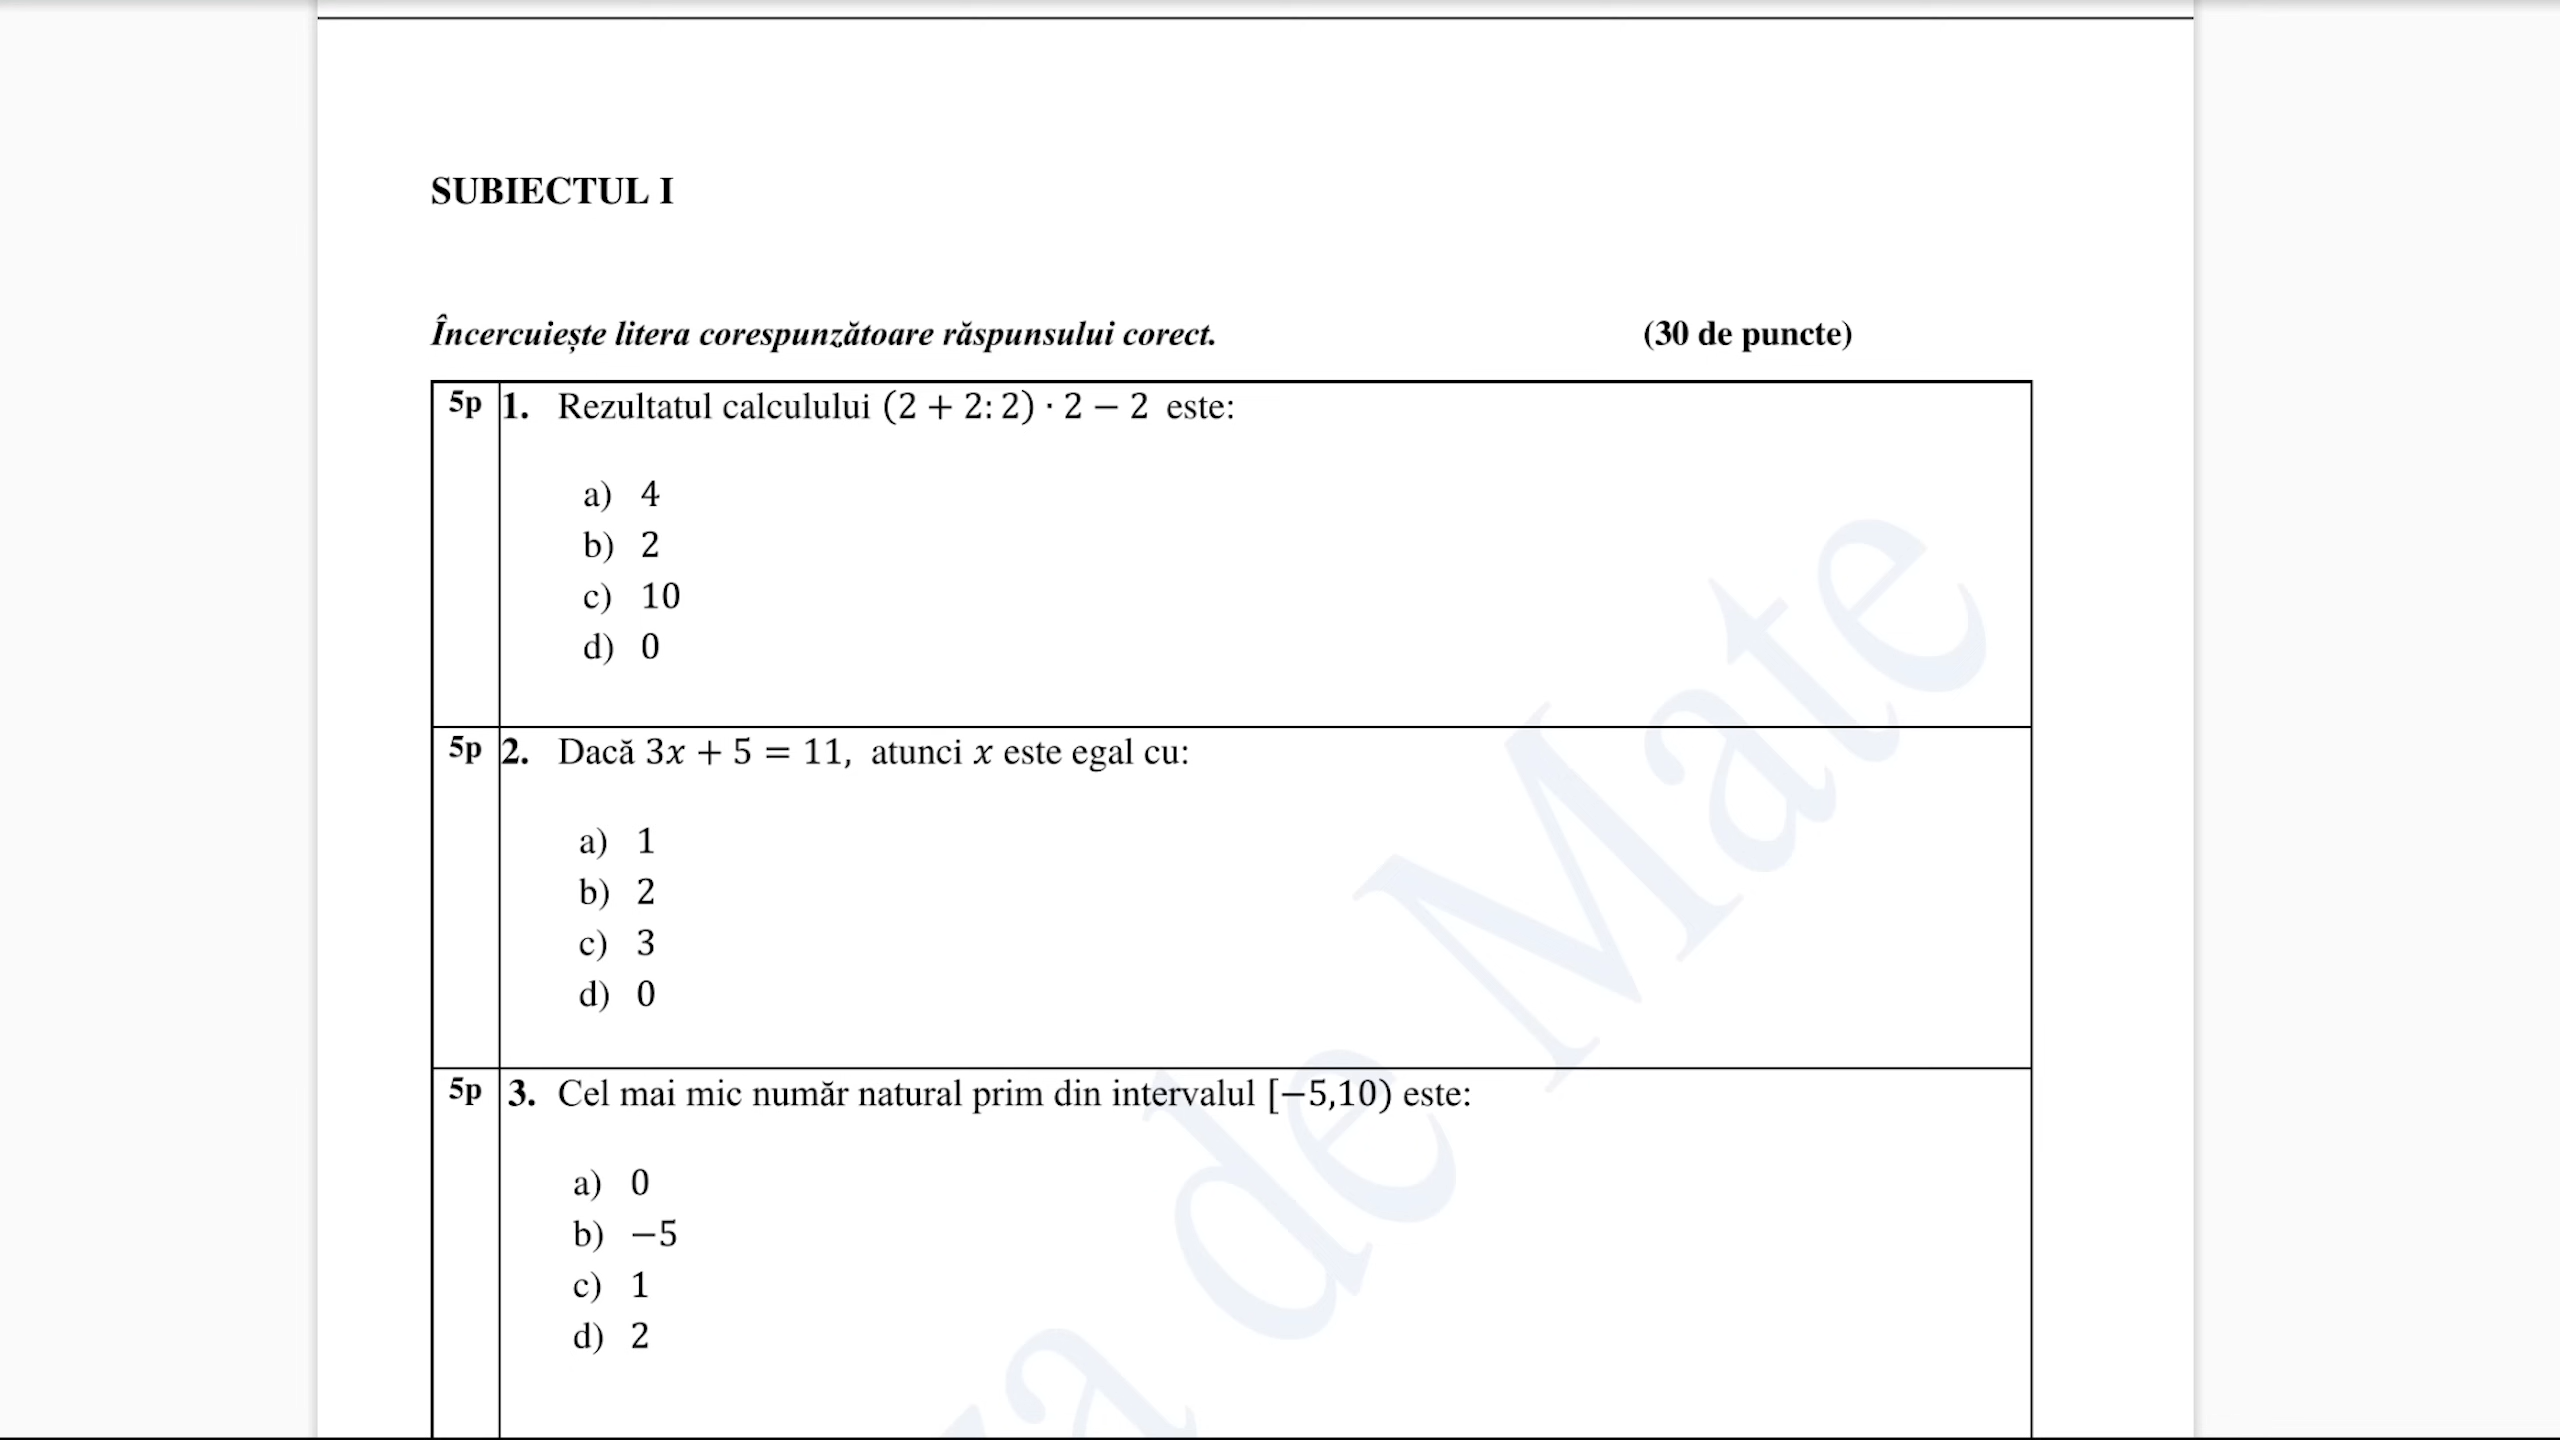 SUBIECTUL I
Încercuiește litera corespunzătoare răspunsului corect. (30 de puncte)
5p 1. Rezultatul calculului (2 + 2: 2) · 2 − 2 este:
a) 4
b) 2
c) 10
d) 0
5p 2. Dacă 3x + 5 = 11, atunci x este egal cu:
a) 1
b) 2
c) 3
d) 0
5p 3. Cel mai mic număr natural prim din intervalul [−5,10) este:
a) 0
b) −5
c) 1
d) 2
de Mate